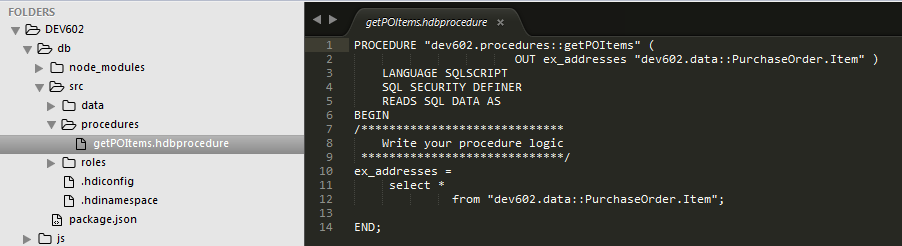 FOLDERS
DEV602
db
node_modules
src
data
procedures
getPOItems.hdbprocedure
roles
.hdiconfig
.hdinamespace
package.json
js
getPOItems.hdbprocedure ×
1 PROCEDURE "dev602.procedures::getPOItems" (
2 OUT ex_addresses "dev602.data::PurchaseOrder.Item" )
3 LANGUAGE SQLSCRIPT
4 SQL SECURITY DEFINER
5 READS SQL DATA AS
6 BEGIN
7 /*****************************
8 Write your procedure logic
9 *****************************/
10 ex_addresses =
11 select *
12 from "dev602.data::PurchaseOrder.Item";
13
14 END;